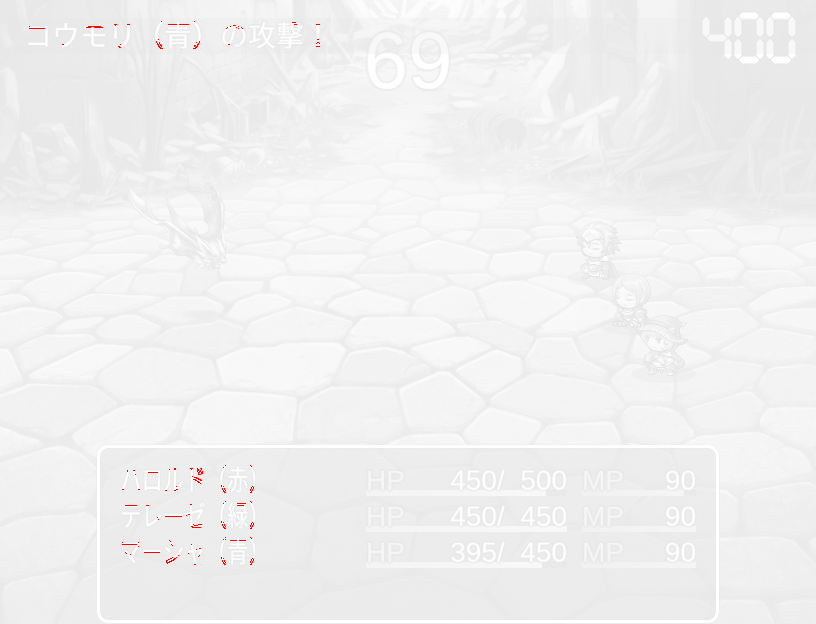 コウモリ（青）の攻撃！
69
400
ハロルド（赤） HP 450/ 500 MP 90
テレーゼ（緑） HP 450/ 450 MP 90
マーシャ（青） HP 395/ 450 MP 90